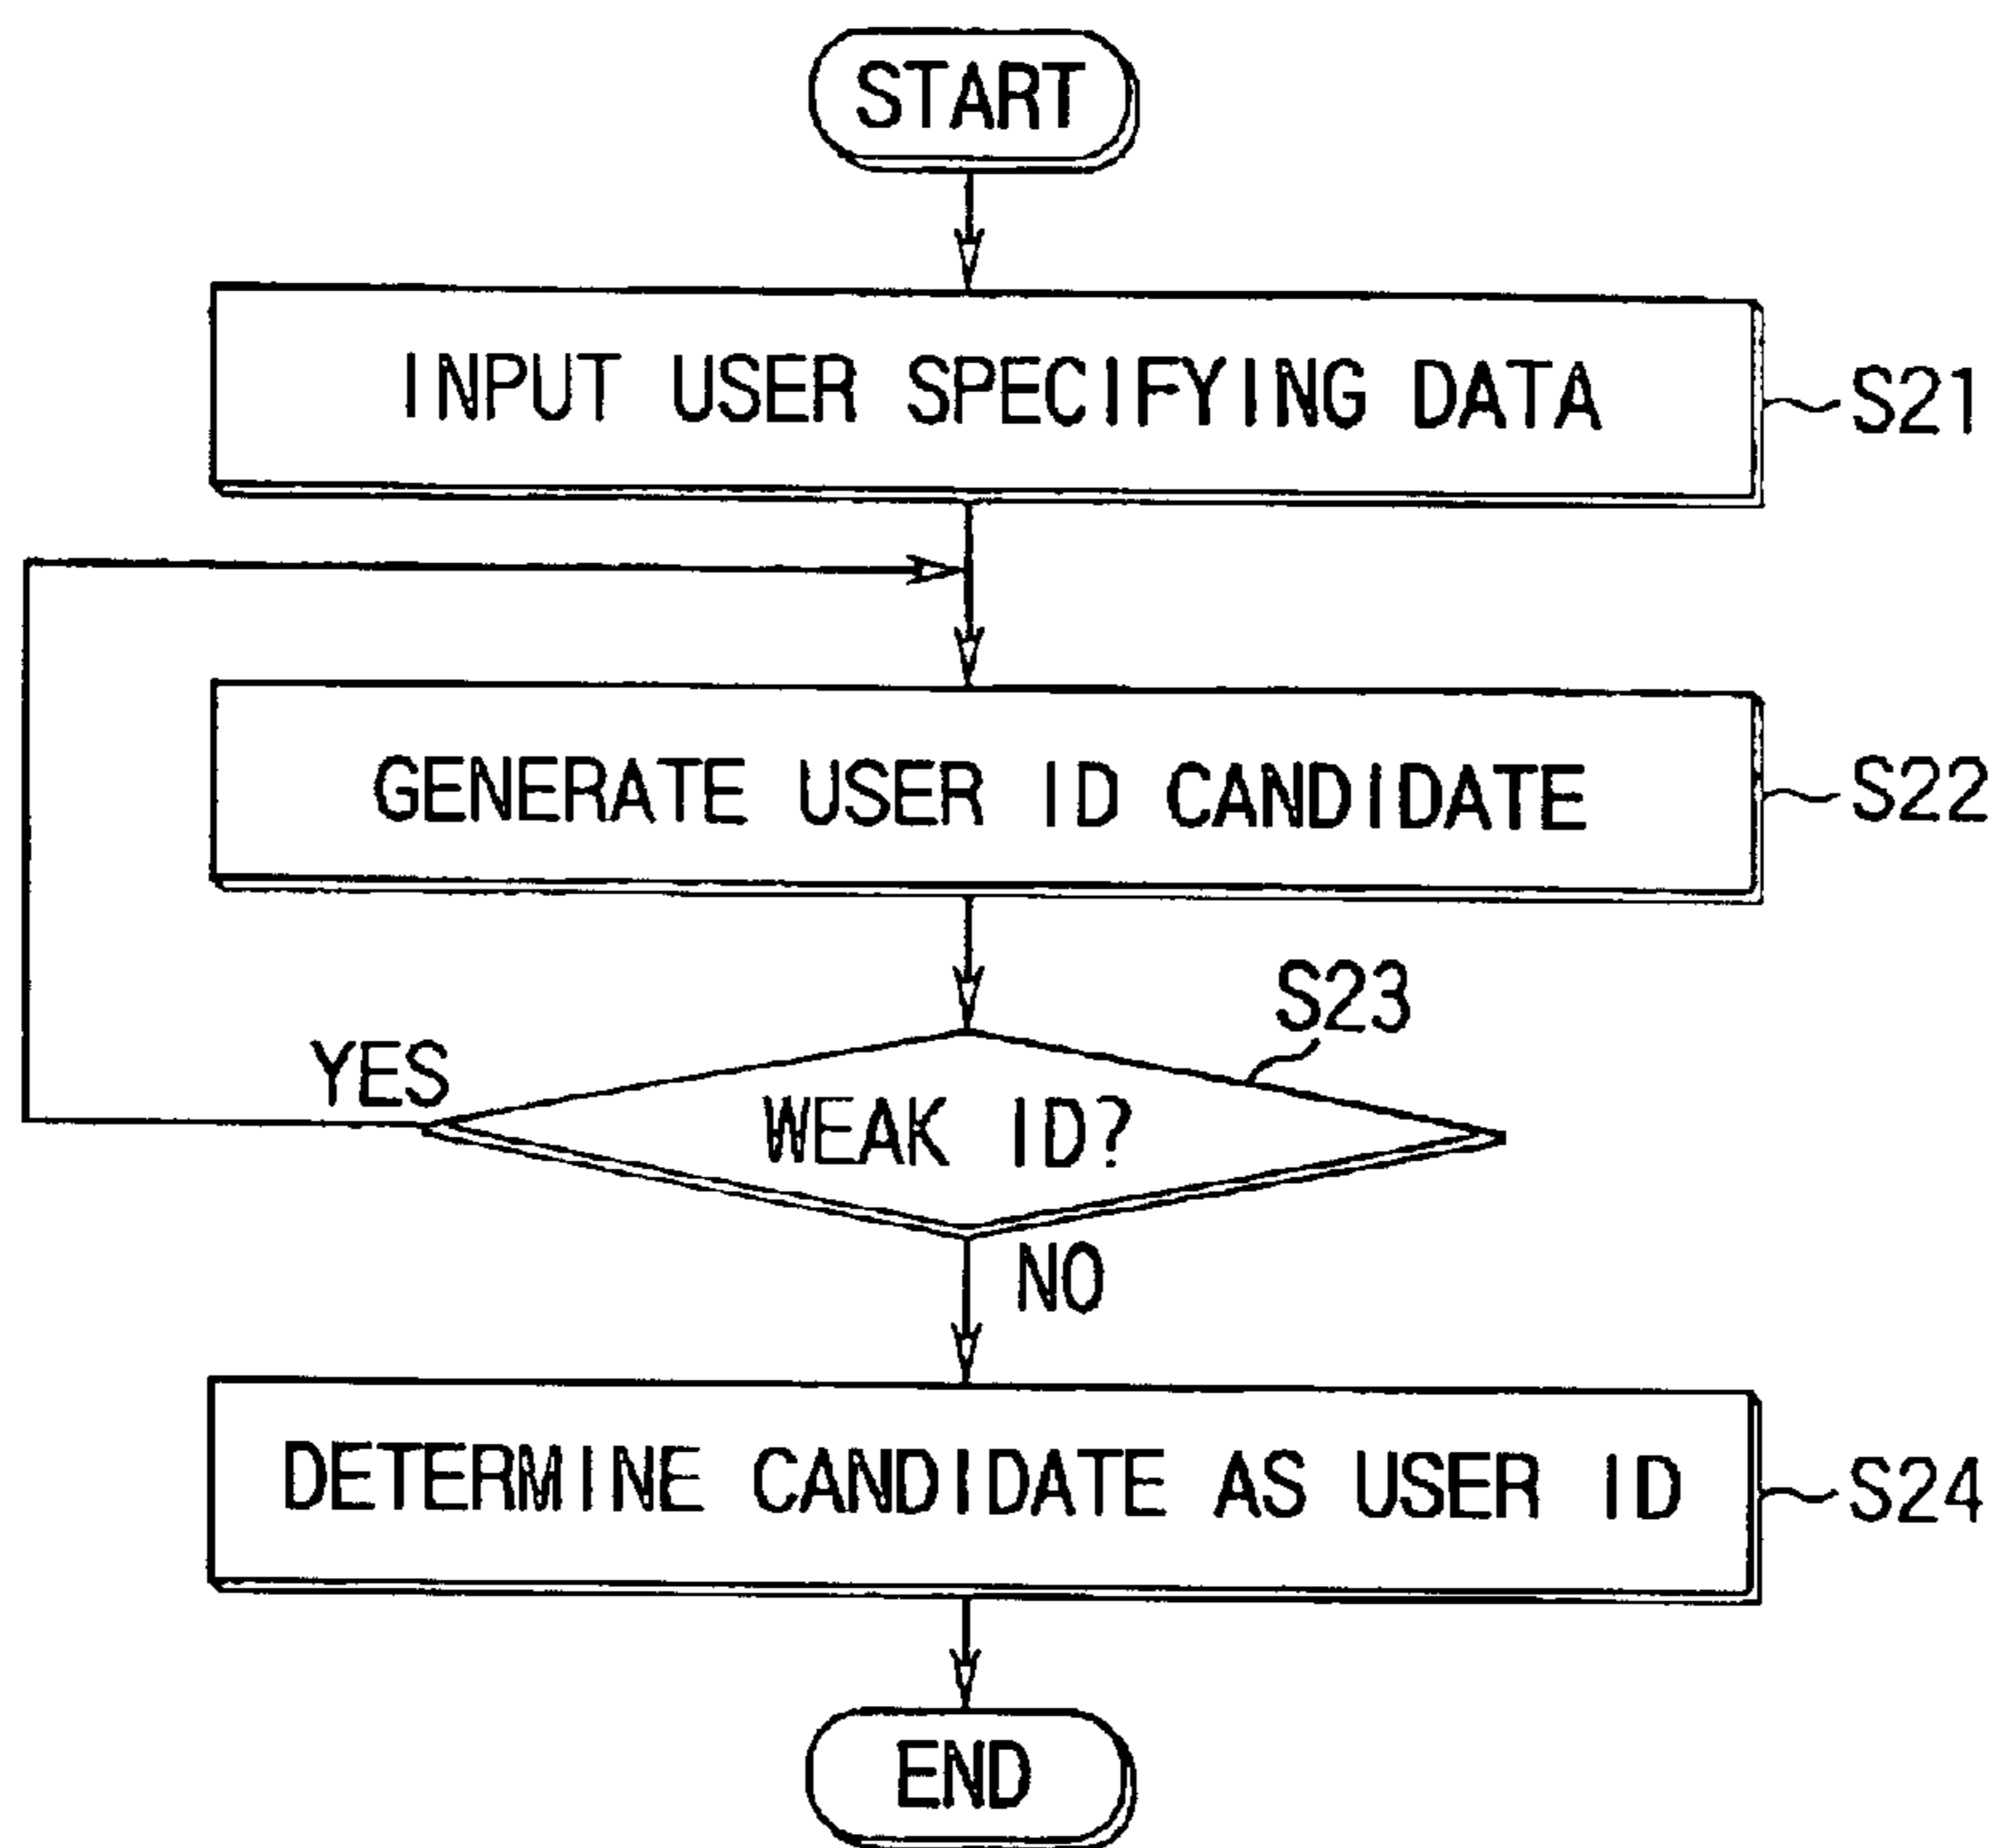 START
INPUT USER SPECIFYING DATA
S21
GENERATE USER ID CANDIDATE
S22
S23
YES
WEAK ID?
NO
DETERMINE CANDIDATE AS USER ID
S24
END